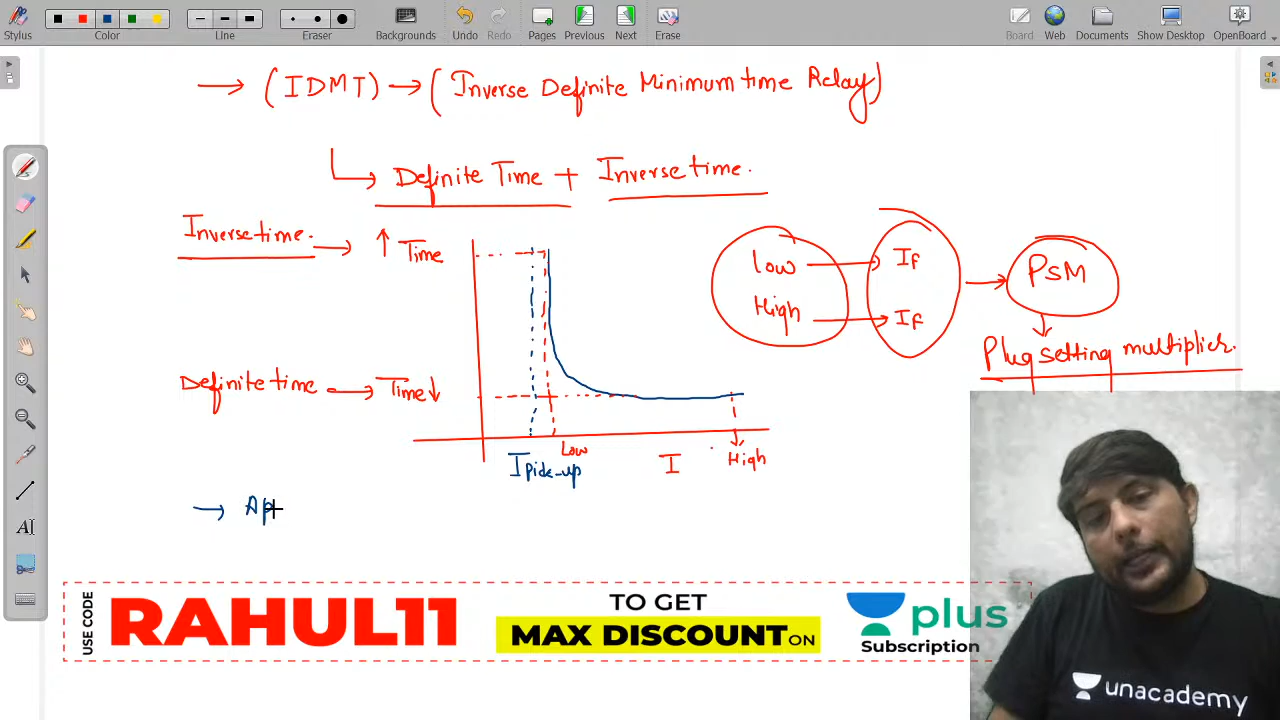 Stylus
Color
Line
Eraser
Backgrounds
Undo
Redo
Pages
Previous
Next
Erase
Board
Web
Documents
Show Desktop
OpenBoard
→ (IDMT) → (Inverse Definite Minimum time Relay)
→ Definite Time + Inverse time.
Inverse time. → ↑ Time
Low → If
High → If
→ PSM
Plug setting multiplier.
Definite time → Time ↓
Low
I pick-up
I
High
→ Ap
USE CODE
RAHUL11
TO GET
MAX DISCOUNT ON
plus
Subscription
unacademy